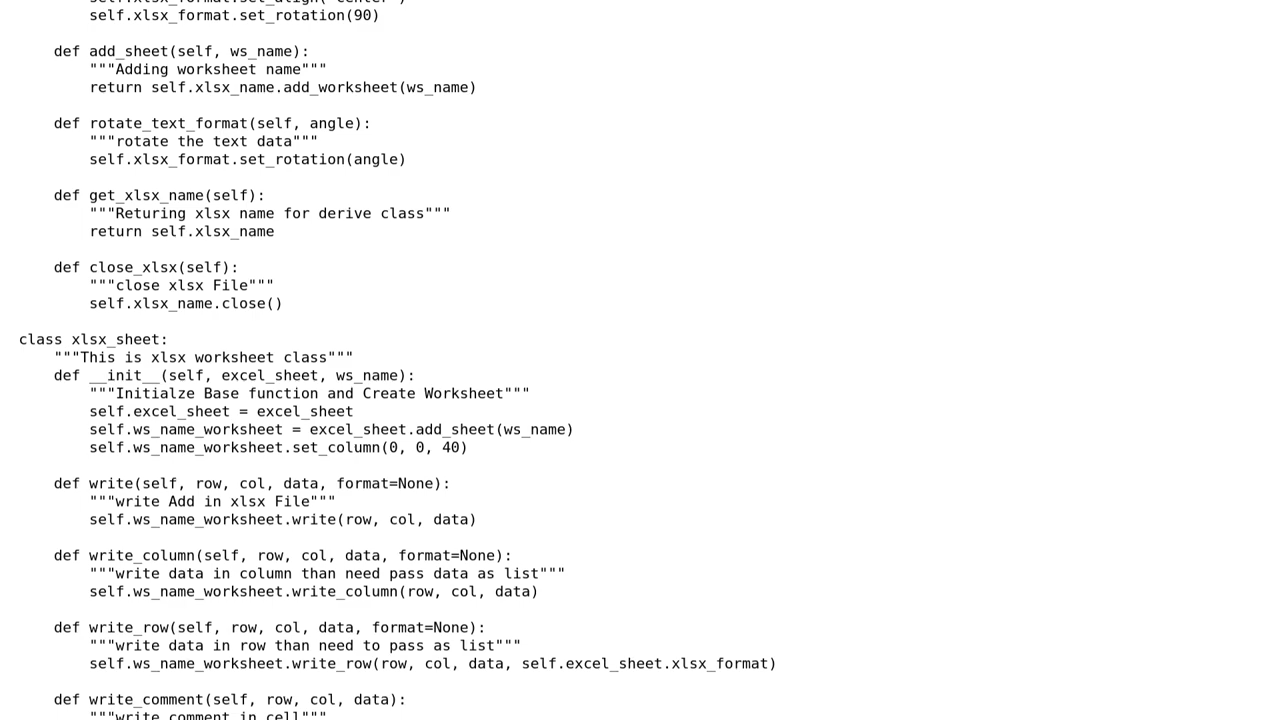 self.xlsx_format.set_align("center")
        self.xlsx_format.set_rotation(90)

    def add_sheet(self, ws_name):
        """Adding worksheet name"""
        return self.xlsx_name.add_worksheet(ws_name)

    def rotate_text_format(self, angle):
        """rotate the text data"""
        self.xlsx_format.set_rotation(angle)

    def get_xlsx_name(self):
        """Returing xlsx name for derive class"""
        return self.xlsx_name

    def close_xlsx(self):
        """close xlsx File"""
        self.xlsx_name.close()

class xlsx_sheet:
    """This is xlsx worksheet class"""
    def __init__(self, excel_sheet, ws_name):
        """Initialze Base function and Create Worksheet"""
        self.excel_sheet = excel_sheet
        self.ws_name_worksheet = excel_sheet.add_sheet(ws_name)
        self.ws_name_worksheet.set_column(0, 0, 40)

    def write(self, row, col, data, format=None):
        """write Add in xlsx File"""
        self.ws_name_worksheet.write(row, col, data)

    def write_column(self, row, col, data, format=None):
        """write data in column than need pass data as list"""
        self.ws_name_worksheet.write_column(row, col, data)

    def write_row(self, row, col, data, format=None):
        """write data in row than need to pass as list"""
        self.ws_name_worksheet.write_row(row, col, data, self.excel_sheet.xlsx_format)

    def write_comment(self, row, col, data):
        """write comment in cell"""